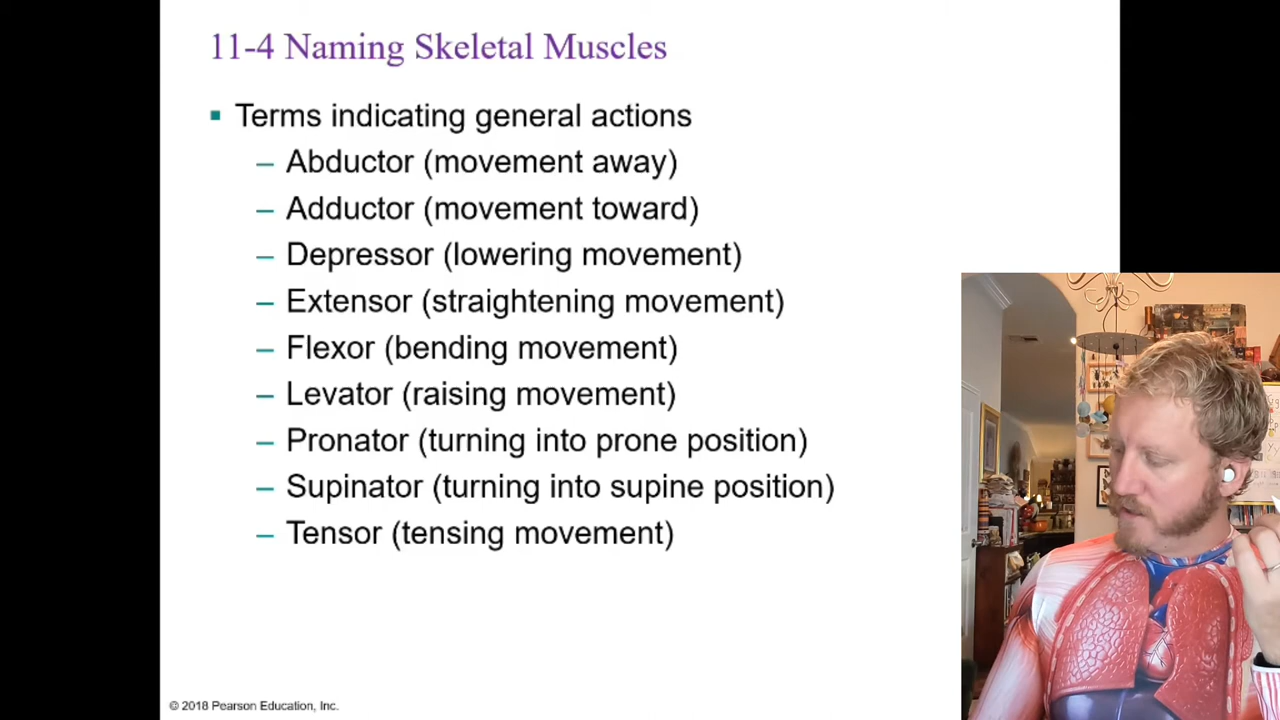 11-4 Naming Skeletal Muscles
▪ Terms indicating general actions
– Abductor (movement away)
– Adductor (movement toward)
– Depressor (lowering movement)
– Extensor (straightening movement)
– Flexor (bending movement)
– Levator (raising movement)
– Pronator (turning into prone position)
– Supinator (turning into supine position)
– Tensor (tensing movement)
© 2018 Pearson Education, Inc.